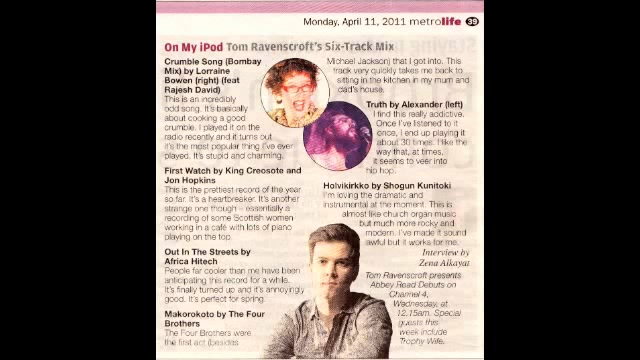 Monday, April 11, 2011 metrolife 39
On My iPod Tom Ravenscroft's Six-Track Mix
Crumble Song (Bombay
Mix) by Lorraine
Bowen (right) (feat
Rajesh David)
This is an incredibly
odd song. It's basically
about cooking a good
crumble. I played it on the
radio recently and it turns out
it's the most popular thing I've ever
played. It's stupid and charming.
First Watch by King Creosote and
Jon Hopkins
This is the prettiest record of the year
so far. It's a heartbreaker. It's another
strange one though – essentially a
recording of some Scottish women
working in a café with lots of piano
playing on the top.
Out In The Streets by
Africa Hitech
People far cooler than me have been
anticipating this record for a while.
It's finally turned up and it's annoyingly
good. It's perfect for spring.
Makorokoto by The Four
Brothers
The Four Brothers were
the first act (besides
Michael Jackson) that I got into. This
track very quickly takes me back to
sitting in the kitchen in my mum and
dad's house.
Truth by Alexander (left)
I find this really addictive.
Once I've listened to it
once, I end up playing it
about 30 times. I like the
way that, at times,
it seems to veer into
hip hop.
Holvikirkko by Shogun Kunitoki
I'm loving the dramatic and
instrumental at the moment. This is
almost like church organ music
but much more rocky and
modern. I've made it sound
awful but it works for me.
Interview by
Zena Alkayat
Tom Ravenscroft presents
Abbey Road Debuts on
Channel 4,
Wednesday, at
12.15am. Special
guests this
week include
Trophy Wife.